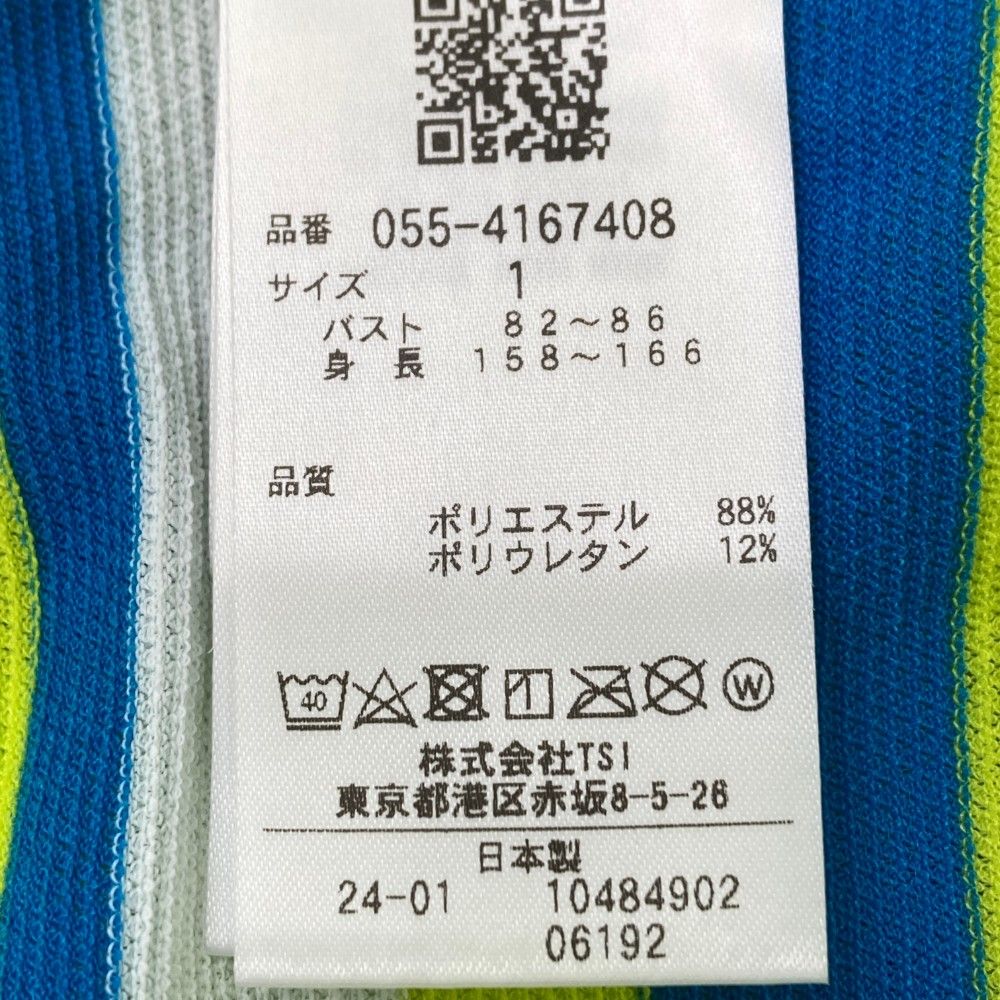 品番 055-4167408
サイズ 1
バスト 82～86
身長 158～166
品質
ポリエステル 88%
ポリウレタン 12%
40
W
株式会社TSI
東京都港区赤坂8-5-26
日本製
24-01 10484902
06192